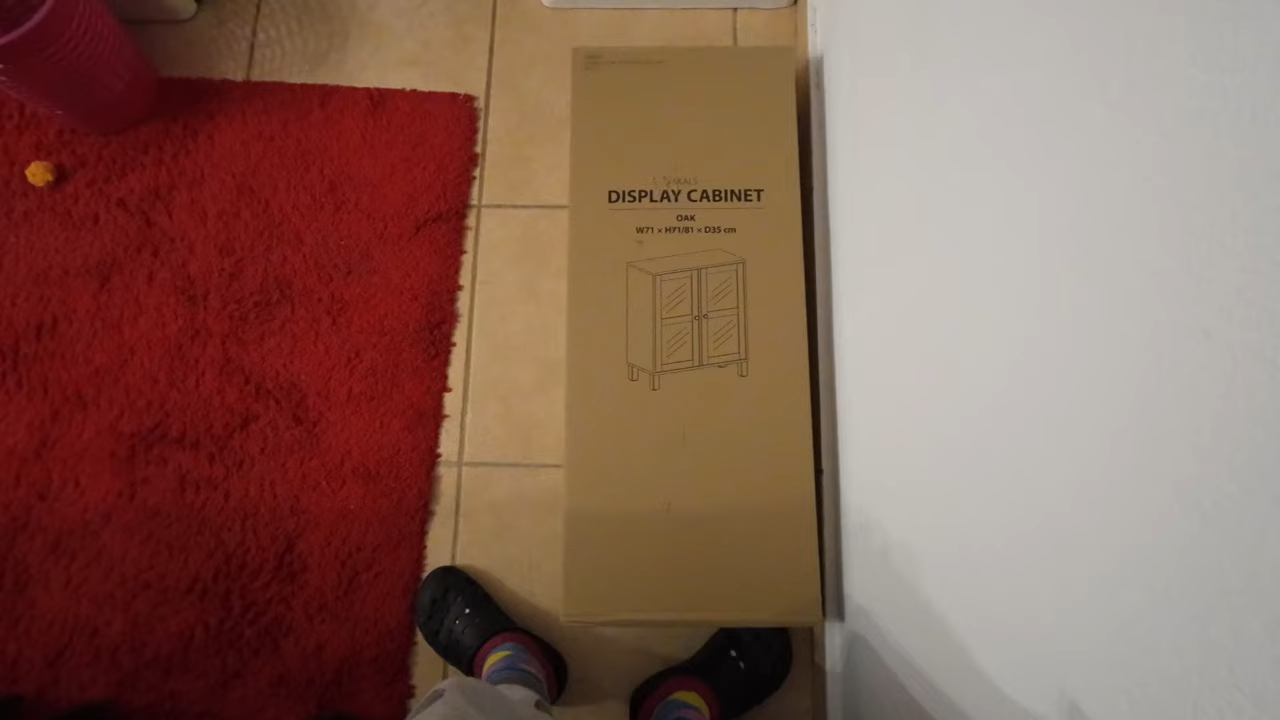 DISPLAY CABINET
OAK
W71 × H71/81 × D35 cm